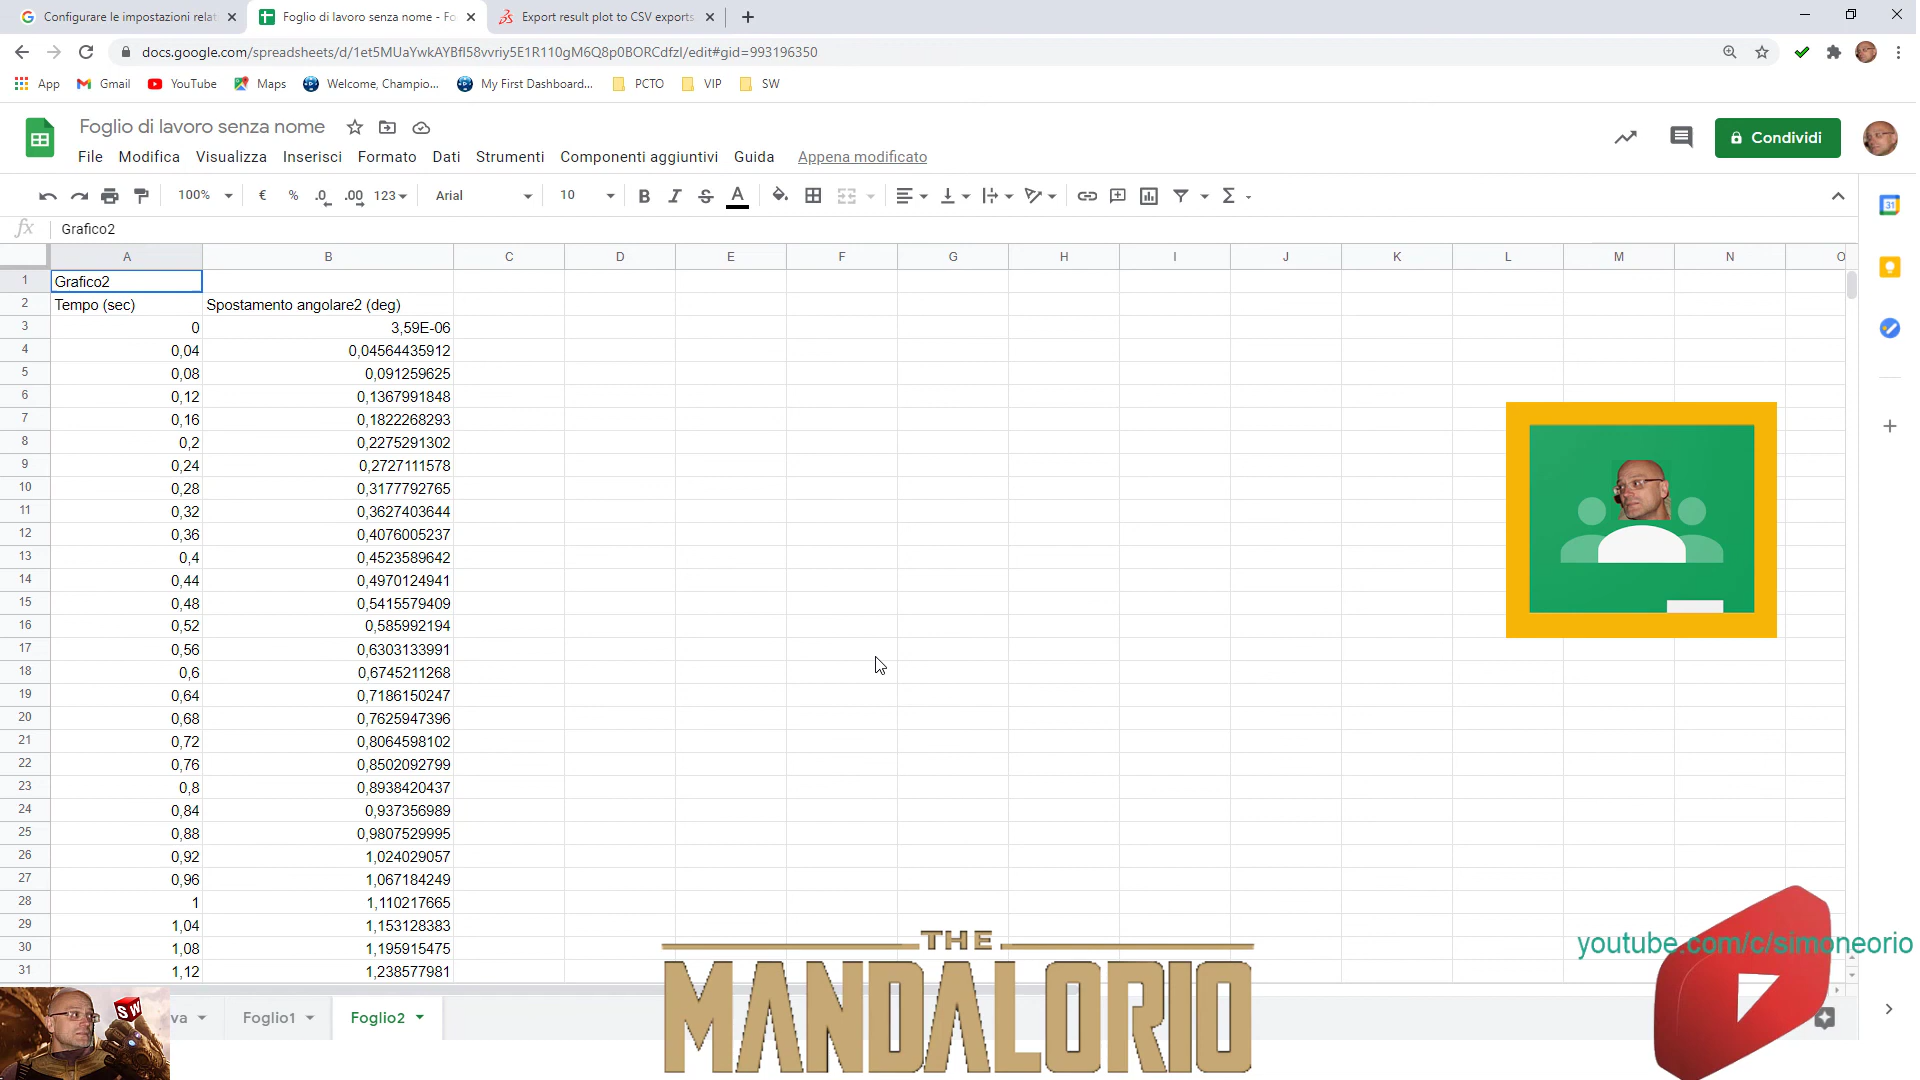 Configurare le impostazioni relat
Foglio di lavoro senza nome - Fo
Export result plot to CSV exports
docs.google.com/spreadsheets/d/1et5MUaYwkAYBfI58vvriy5E1R110gM6Q8p0BORCdfzI/edit#gid=993196350
App Gmail YouTube Maps Welcome, Champio... My First Dashboard... PCTO VIP SW
Foglio di lavoro senza nome
Condividi
File Modifica Visualizza Inserisci Formato Dati Strumenti Componenti aggiuntivi Guida Appena modificato
100% € % .0 .00 123 Arial 10 B I S A Σ
31
fx Grafico2
A B C D E F G H I J K L M N O
1 Grafico2
2 Tempo (sec) Spostamento angolare2 (deg)
3 0 3,59E-06
4 0,04 0,04564435912
5 0,08 0,091259625
6 0,12 0,1367991848
7 0,16 0,1822268293
8 0,2 0,2275291302
9 0,24 0,2727111578
10 0,28 0,3177792765
11 0,32 0,3627403644
12 0,36 0,4076005237
13 0,4 0,4523589642
14 0,44 0,4970124941
15 0,48 0,5415579409
16 0,52 0,585992194
17 0,56 0,6303133991
18 0,6 0,6745211268
19 0,64 0,7186150247
20 0,68 0,7625947396
21 0,72 0,8064598102
22 0,76 0,8502092799
23 0,8 0,8938420437
24 0,84 0,937356989
25 0,88 0,9807529995
26 0,92 1,024029057
27 0,96 1,067184249
28 1 1,110217665
29 1,04 1,153128383
30 1,08 1,195915475
31 1,12 1,238577981
THE
MANDALORIO
youtube.com/c/simoneorio
SW
va Foglio1 Foglio2